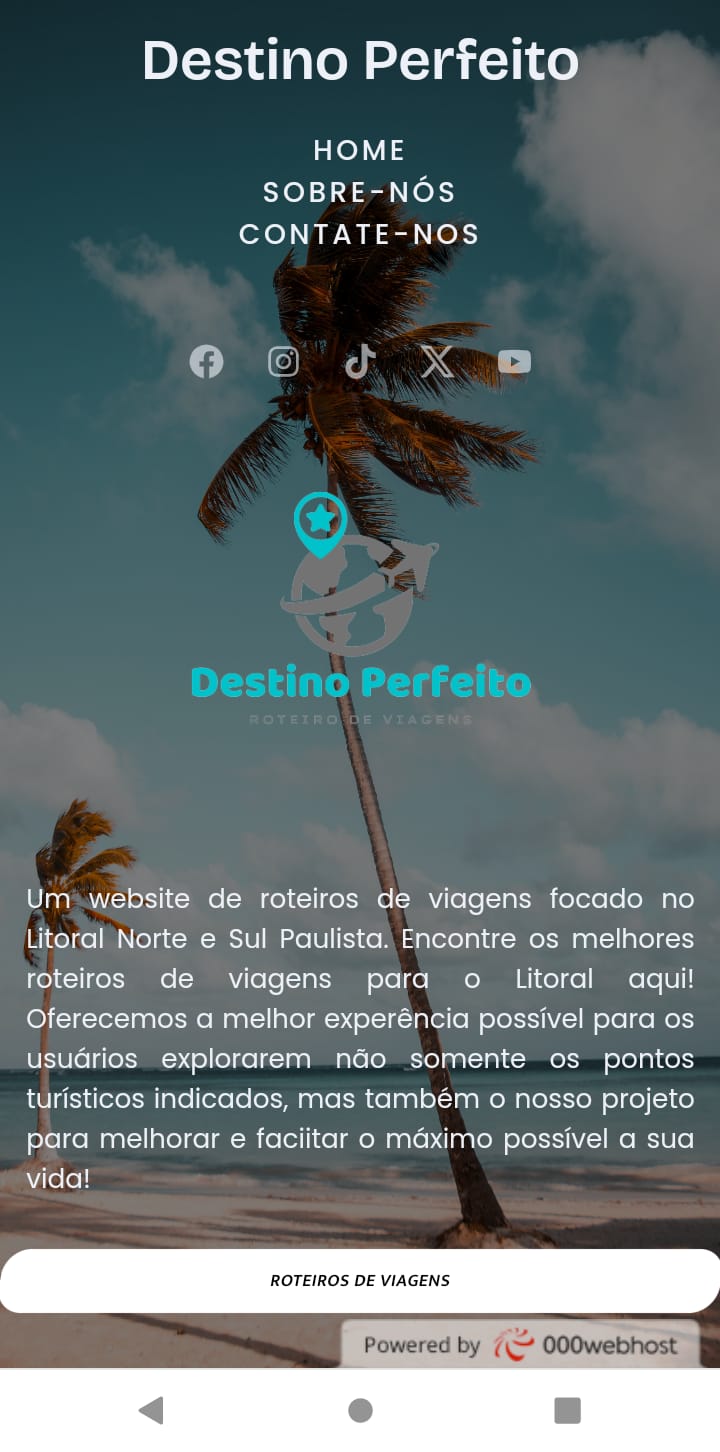 Destino Perfeito
HOME
SOBRE-NÓS
CONTATE-NOS
Destino Perfeito
ROTEIRO DE VIAGENS
Um website de roteiros de viagens focado no
Litoral Norte e Sul Paulista. Encontre os melhores
roteiros de viagens para o Litoral aqui!
Oferecemos a melhor experência possível para os
usuários explorarem não somente os pontos
turísticos indicados, mas também o nosso projeto
para melhorar e faciitar o máximo possível a sua
vida!
ROTEIROS DE VIAGENS
Powered by 000webhost